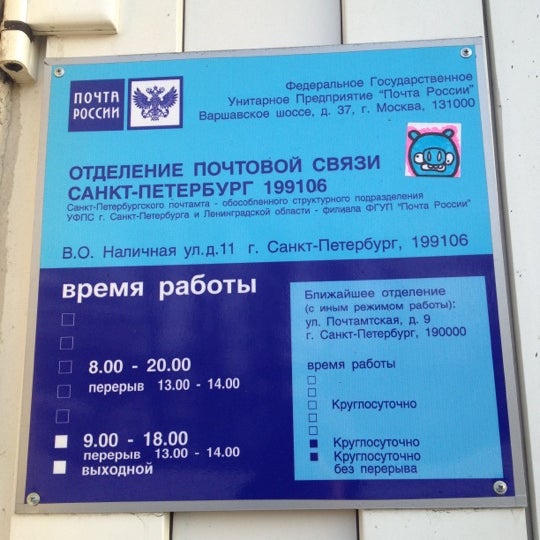 ПОЧТА
РОССИИ
Федеральное Государственное
Унитарное Предприятие "Почта России"
Варшавское шоссе, д. 37, г. Москва, 131000
ОТДЕЛЕНИЕ ПОЧТОВОЙ СВЯЗИ
САНКТ-ПЕТЕРБУРГ 199106
Санкт-Петербургского почтамта - обособленного структурного подразделения
УФПС г. Санкт-Петербурга и Ленинградской области - филиала ФГУП "Почта России"
В.О. Наличная ул.д.11 г. Санкт-Петербург, 199106
время работы
8.00 - 20.00
перерыв 13.00 - 14.00
9.00 - 18.00
перерыв 13.00 - 14.00
выходной
Ближайшее отделение
(с иным режимом работы):
ул. Почтамтская, д. 9
г. Санкт-Петербург, 190000
время работы
Круглосуточно
Круглосуточно
Круглосуточно
без перерыва